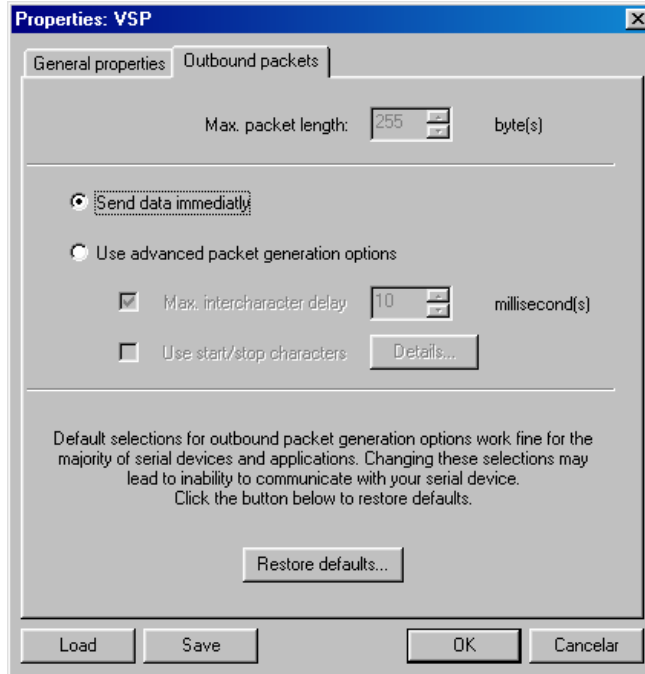 Properties: VSP
General properties
Outbound packets
Max. packet length: 255 byte(s)
Send data immediatly
Use advanced packet generation options
Max. intercharacter delay 10 millisecond(s)
Use start/stop characters Details...
Default selections for outbound packet generation options work fine for the
majority of serial devices and applications. Changing these selections may
lead to inability to communicate with your serial device.
Click the button below to restore defaults.
Restore defaults...
Load Save OK Cancelar